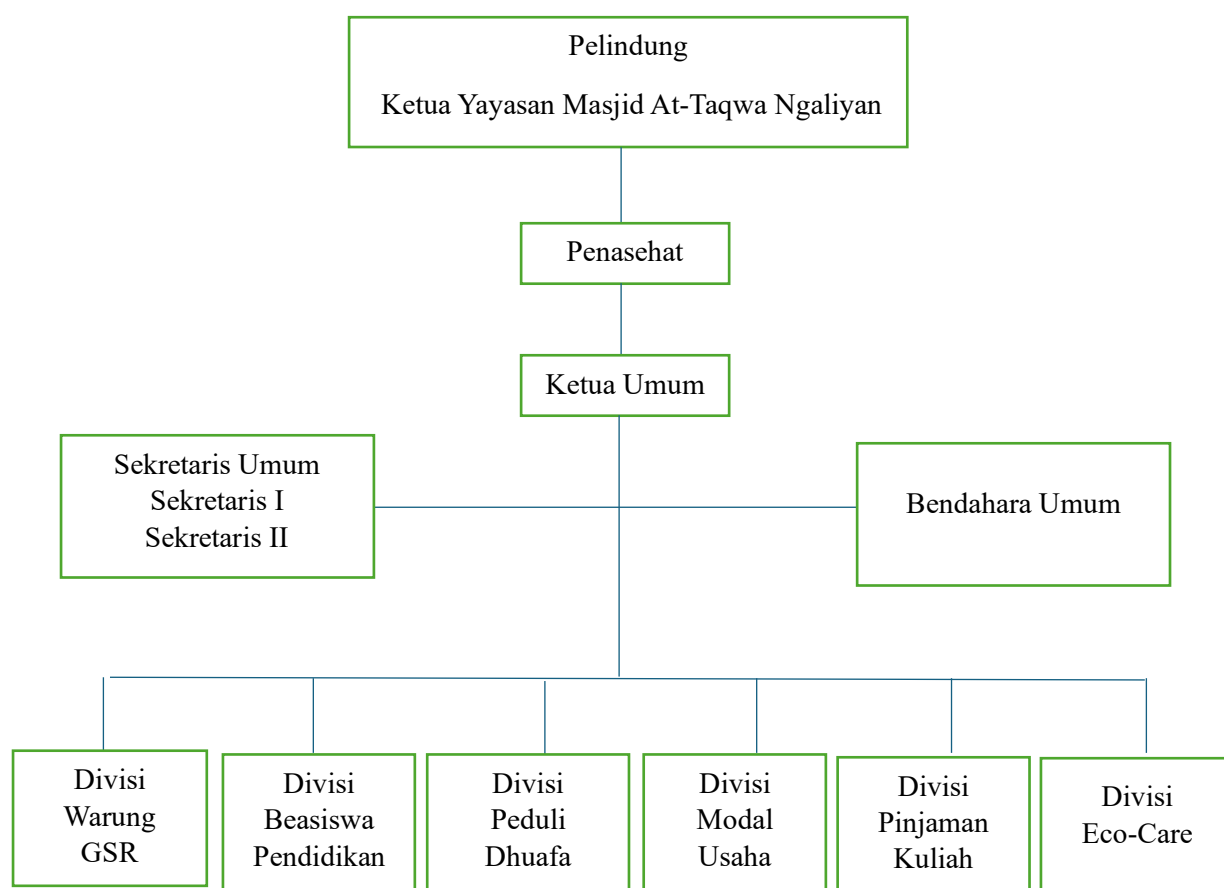 Pelindung
Ketua Yayasan Masjid At-Taqwa Ngaliyan
Penasehat
Ketua Umum
Sekretaris Umum
Sekretaris I
Sekretaris II
Bendahara Umum
Divisi
Warung
GSR
Divisi
Beasiswa
Pendidikan
Divisi
Peduli
Dhuafa
Divisi
Modal
Usaha
Divisi
Pinjaman
Kuliah
Divisi
Eco-Care